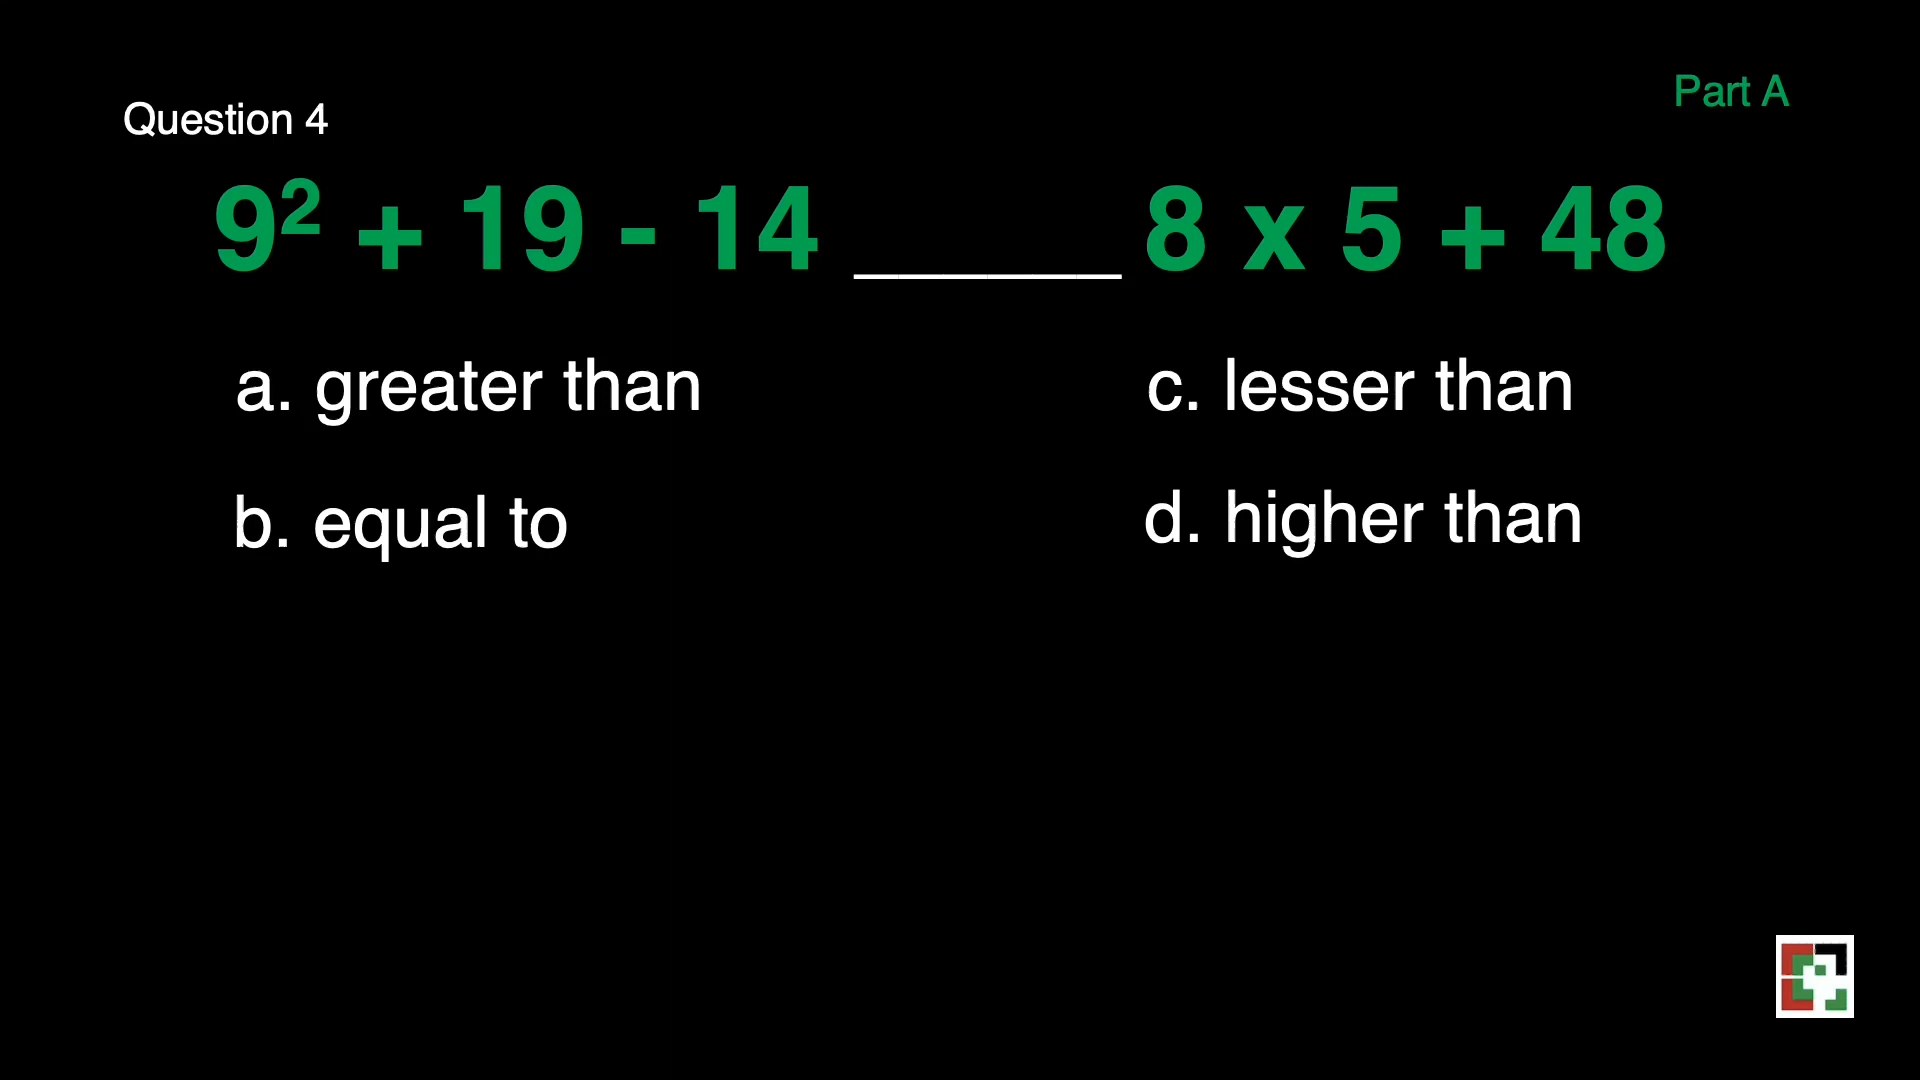 Part A
Question 4
9² + 19 - 14 ______ 8 x 5 + 48
a. greater than
c. lesser than
b. equal to
d. higher than